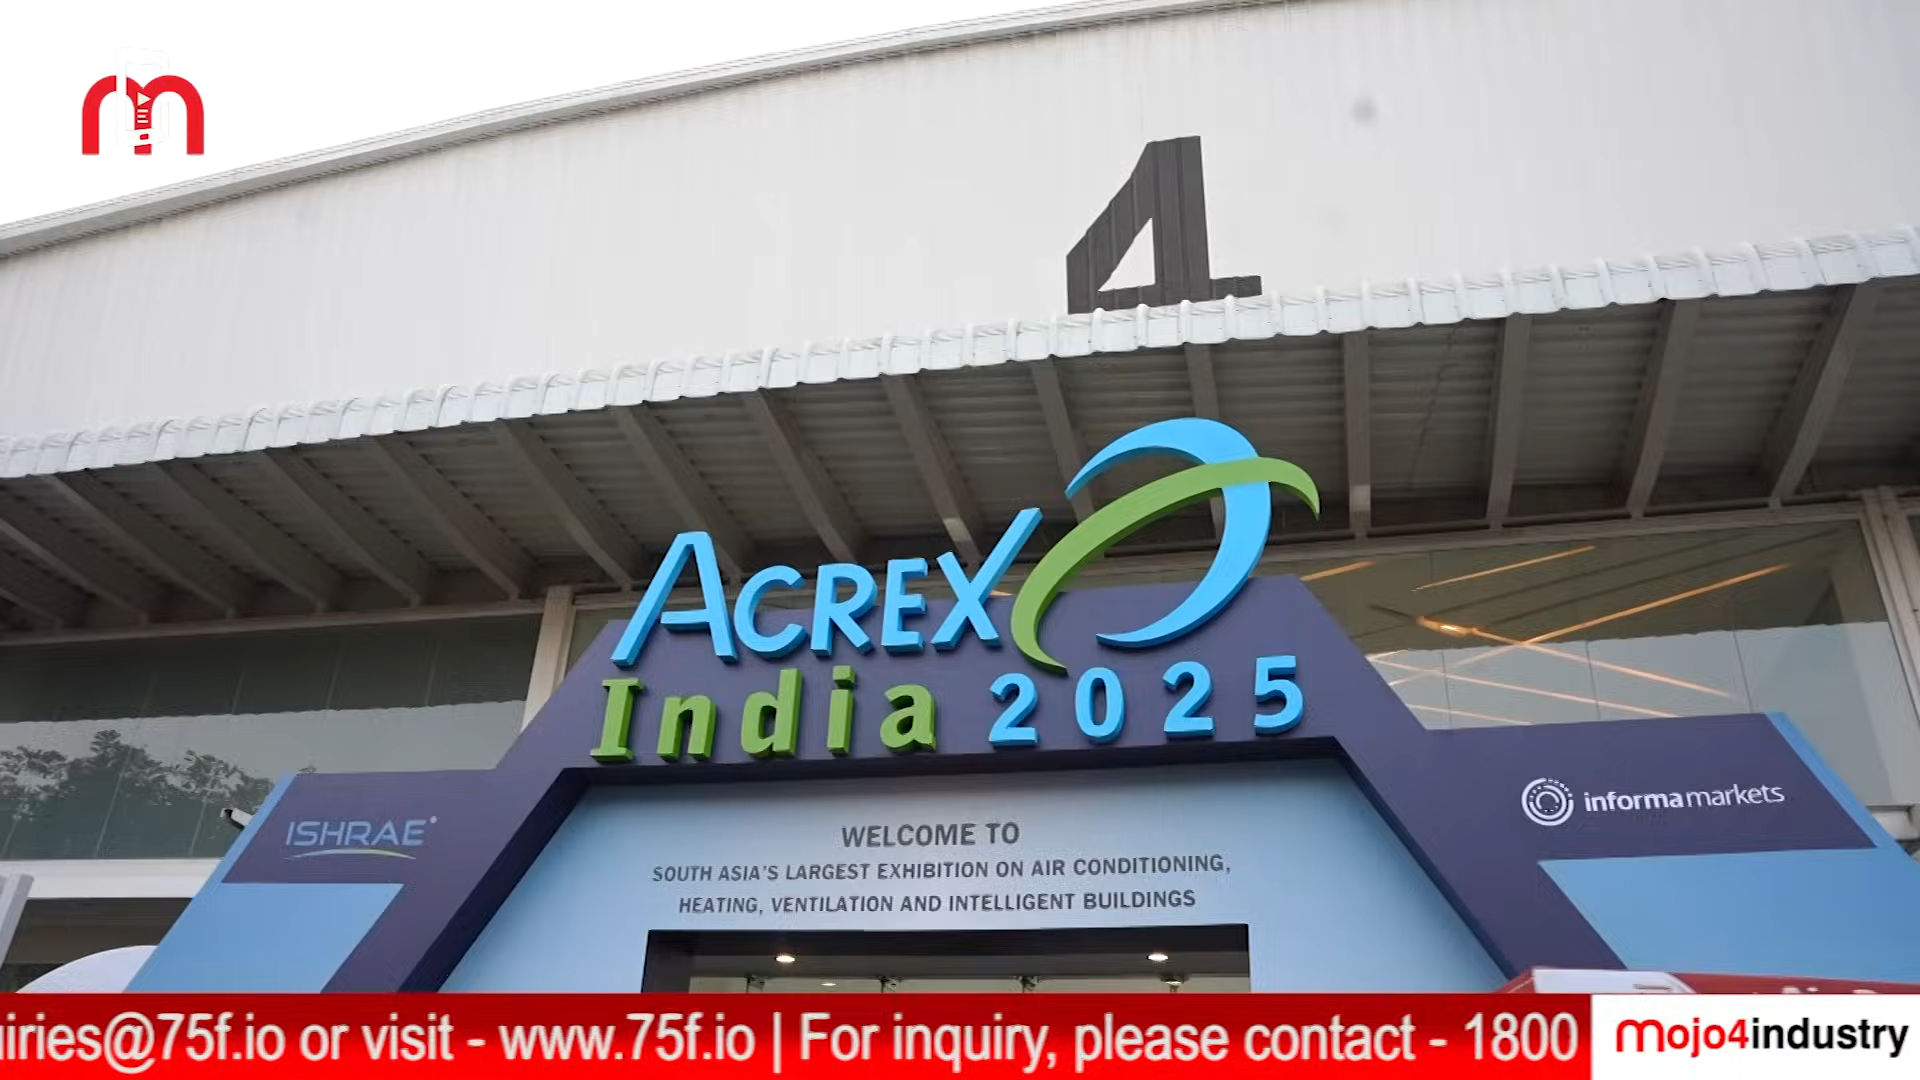 m
4
ACREX
India 2025
ISHRAE
informa markets
WELCOME TO
SOUTH ASIA'S LARGEST EXHIBITION ON AIR CONDITIONING,
HEATING, VENTILATION AND INTELLIGENT BUILDINGS
uiries@75f.io or visit - www.75f.io | For inquiry, please contact - 1800
mojo4industry